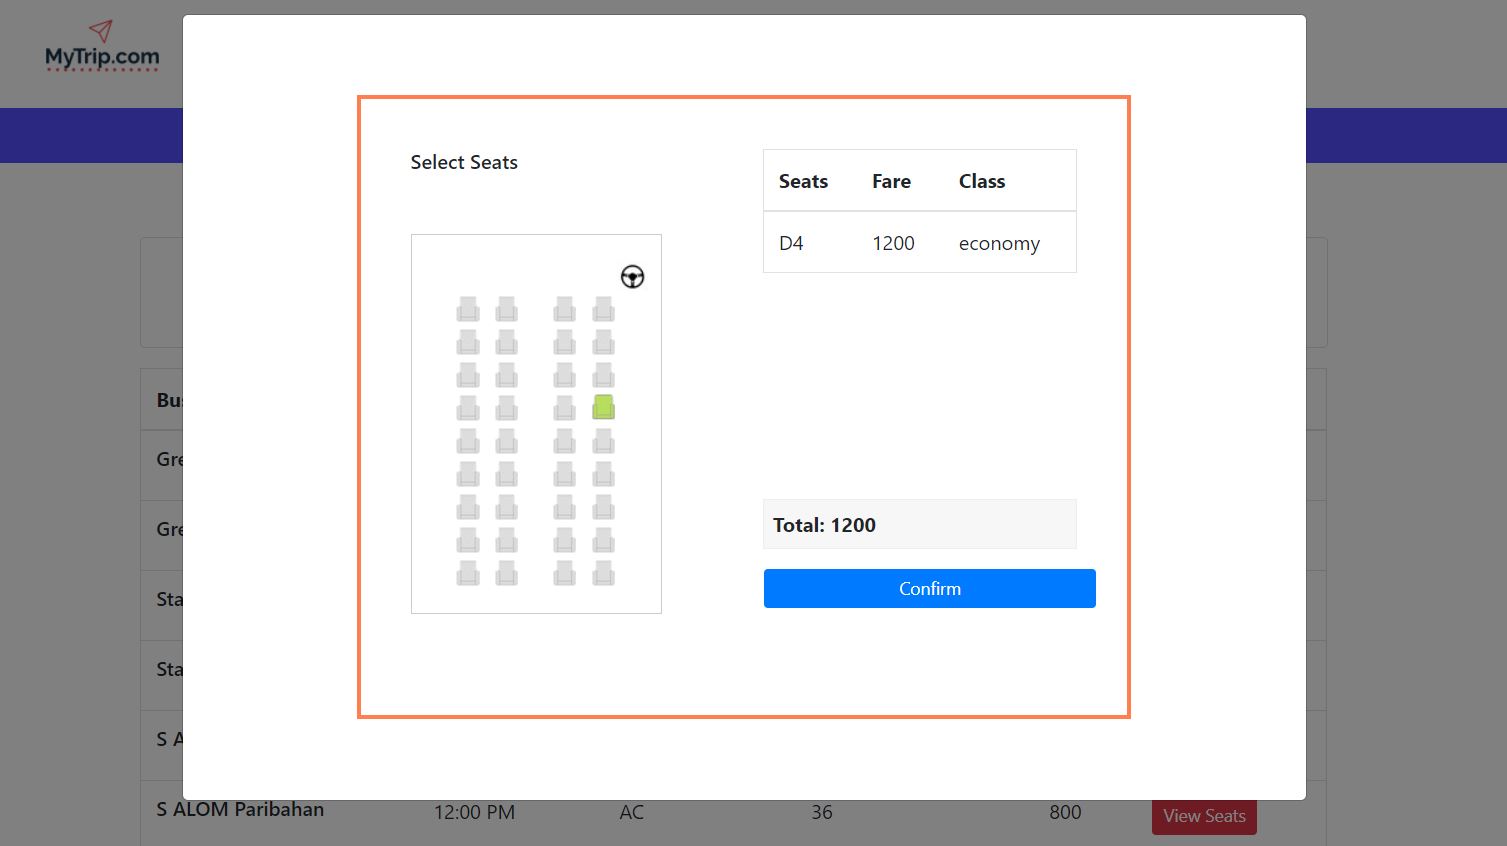 MyTrip.com
Select Seats
Seats Fare Class
D4 1200 economy
Total: 1200
Confirm
Bus
Gre
Gre
Sta
Sta
S A
S ALOM Paribahan 12:00 PM AC 36 800 View Seats